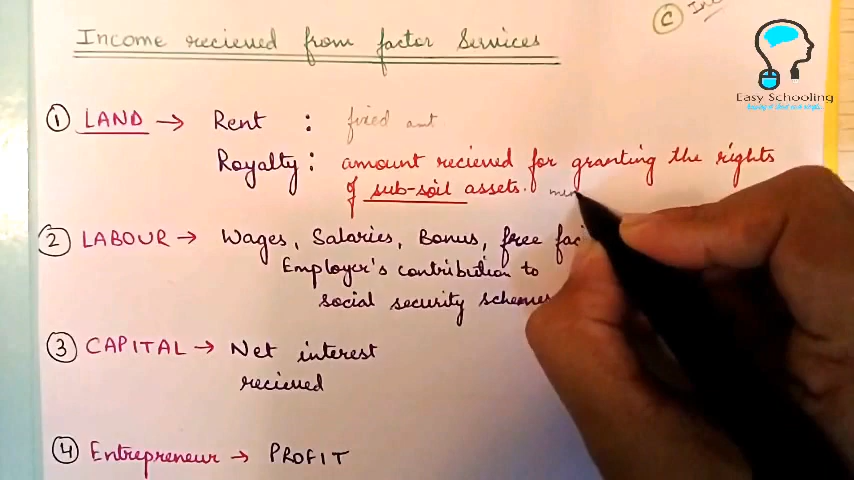 Income recieved from factor Services
C
Easy Schooling
① LAND → Rent : fixed amt
Royalty : amount recieved for granting the rights
of sub-soil assets.
② LABOUR → Wages, Salaries, Bonus, free
Employer's contribution to
social security schemes
③ CAPITAL → Net interest
recieved
④ Entrepreneur → PROFIT